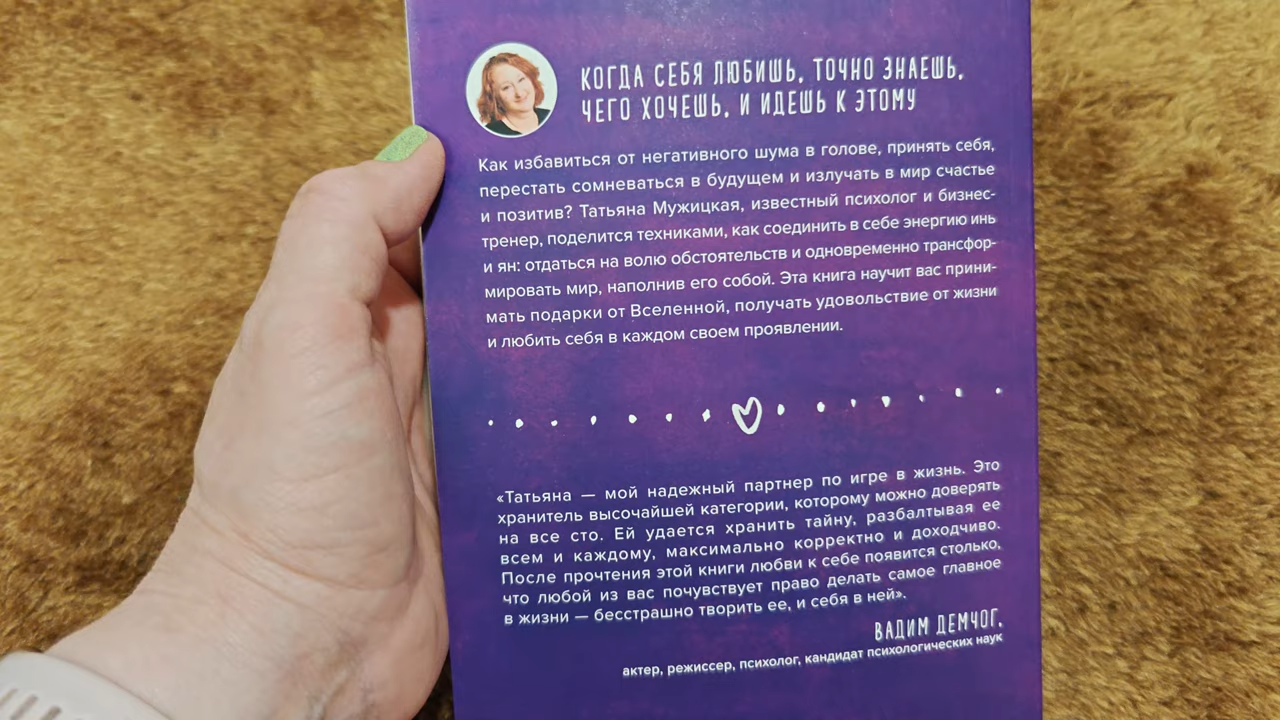 КОГДА СЕБЯ ЛЮБИШЬ, ТОЧНО ЗНАЕШЬ,
ЧЕГО ХОЧЕШЬ, И ИДЕШЬ К ЭТОМУ
Как избавиться от негативного шума в голове, принять себя,
перестать сомневаться в будущем и излучать в мир счастье
и позитив? Татьяна Мужицкая, известный психолог и бизнес-
тренер, поделится техниками, как соединить в себе энергию инь
и ян: отдаться на волю обстоятельств и одновременно трансфор-
мировать мир, наполнив его собой. Эта книга научит вас прини-
мать подарки от Вселенной, получать удовольствие от жизни
и любить себя в каждом своем проявлении.
«Татьяна — мой надежный партнер по игре в жизнь. Это
хранитель высочайшей категории, которому можно доверять
на все сто. Ей удается хранить тайну, разбалтывая ее
всем и каждому, максимально корректно и доходчиво.
После прочтения этой книги любви к себе появится столько,
что любой из вас почувствует право делать самое главное
в жизни — бесстрашно творить ее, и себя в ней».
ВАДИМ ДЕМЧОГ,
актер, режиссер, психолог, кандидат психологических наук